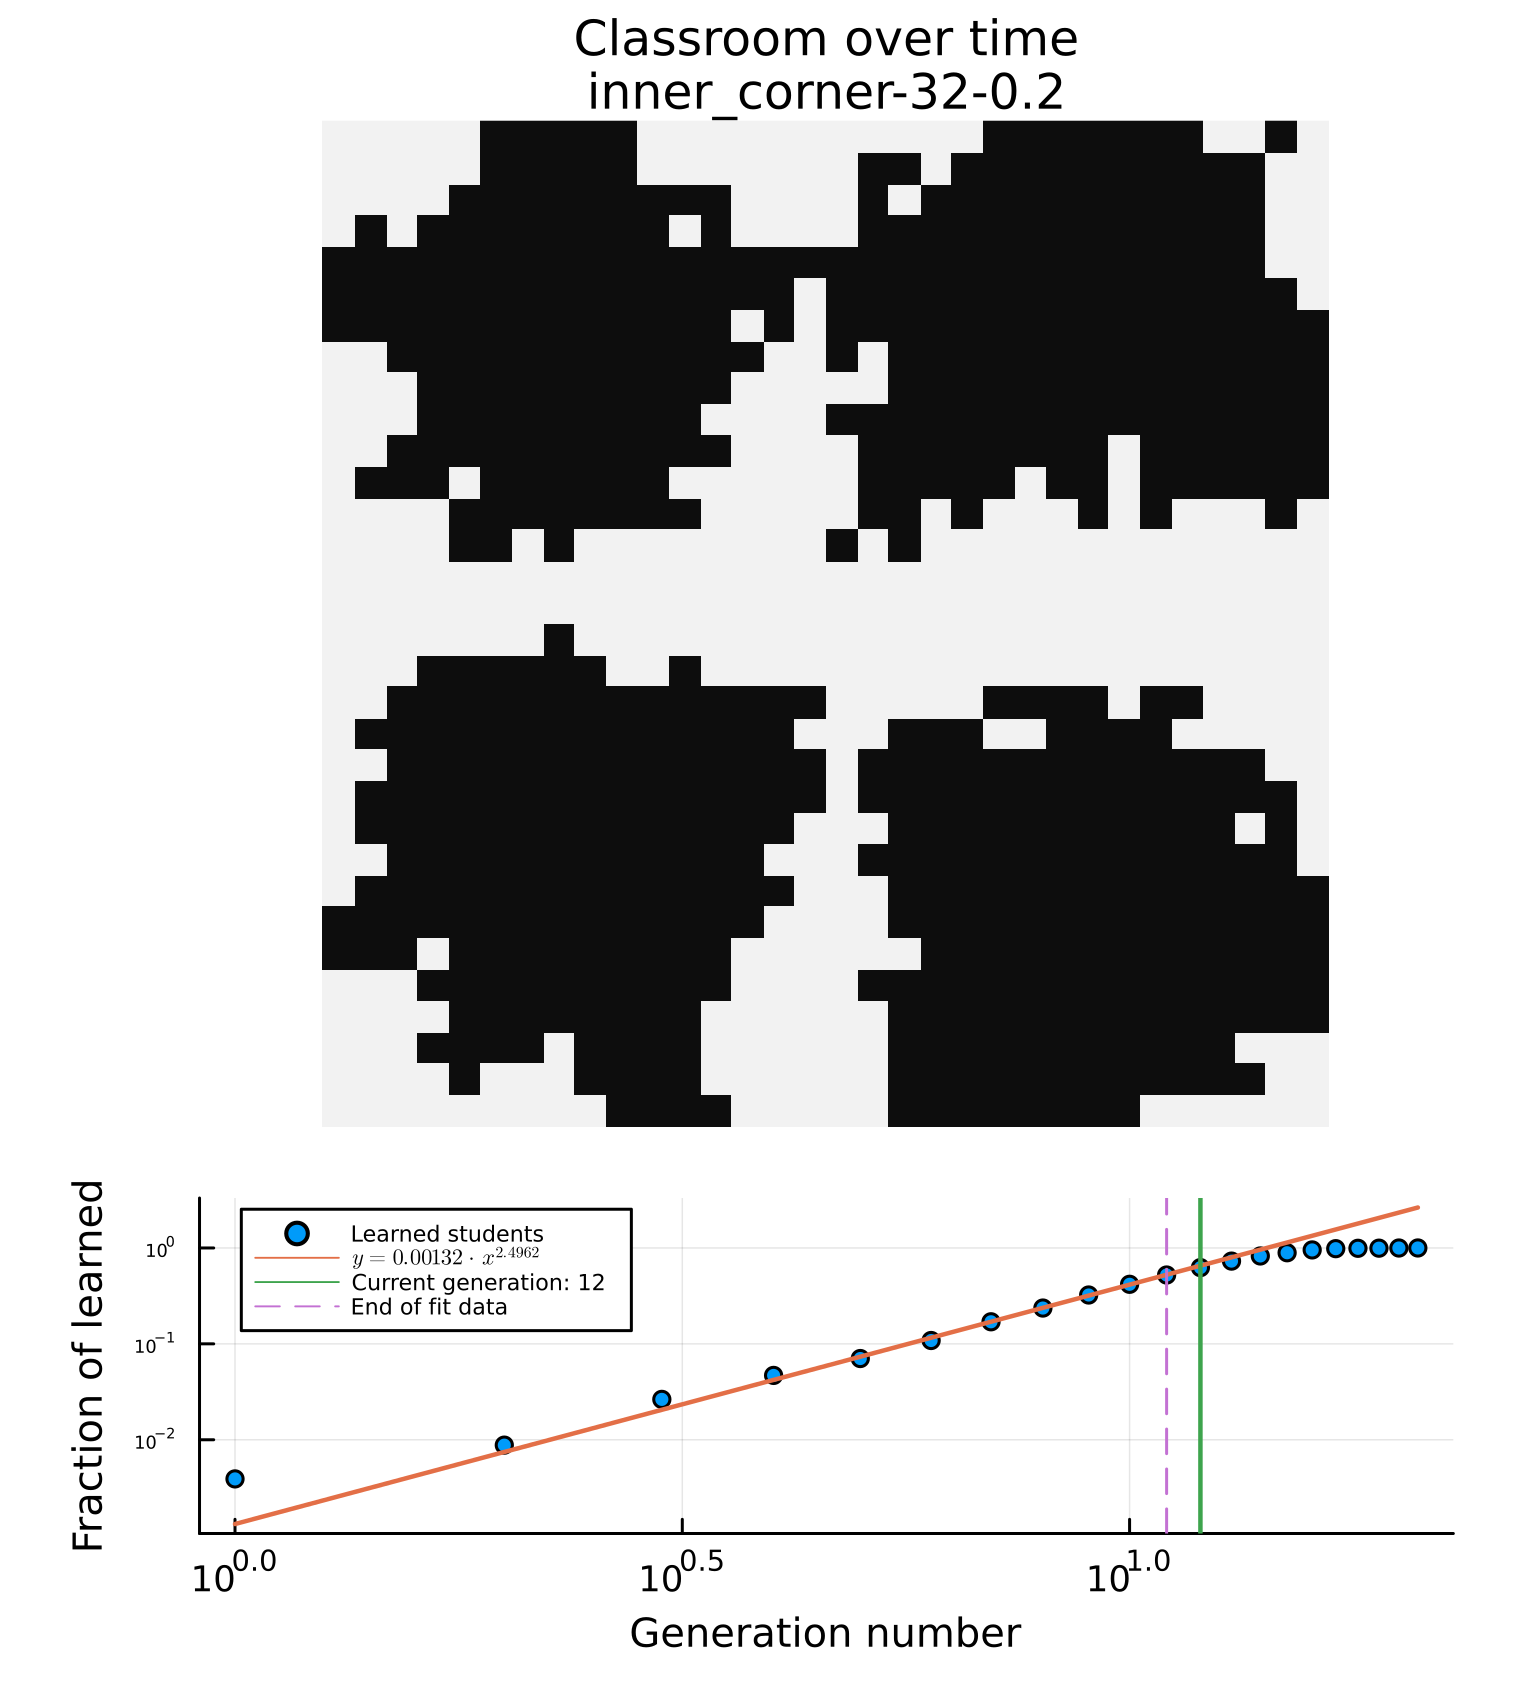 Classroom over time
inner_corner-32-0.2
Fraction of learned
10^0
10^-1
10^-2
Learned students
y = 0.00132 · x^2.4962
Current generation: 12
End of fit data
10^0.0
10^0.5
10^1.0
Generation number